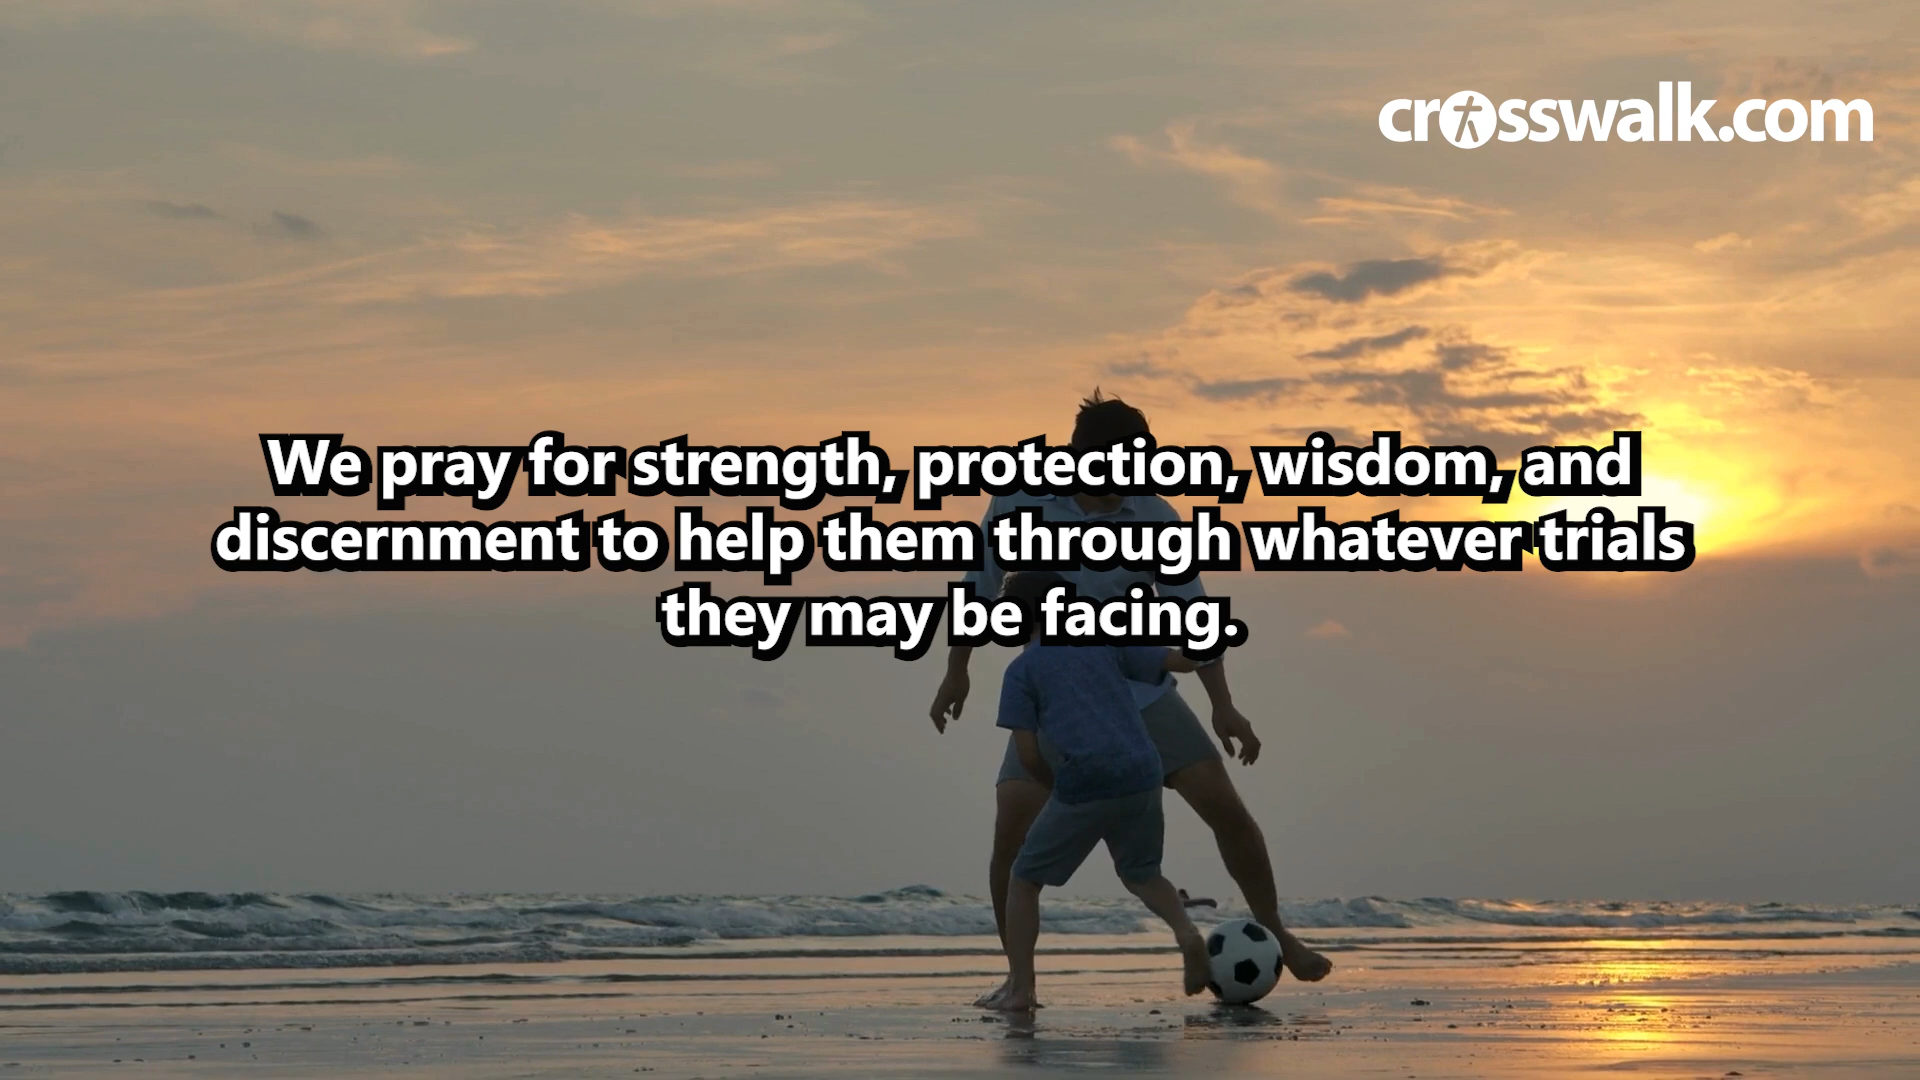 crosswalk.com
We pray for strength, protection, wisdom, and
discernment to help them through whatever trials
they may be facing.